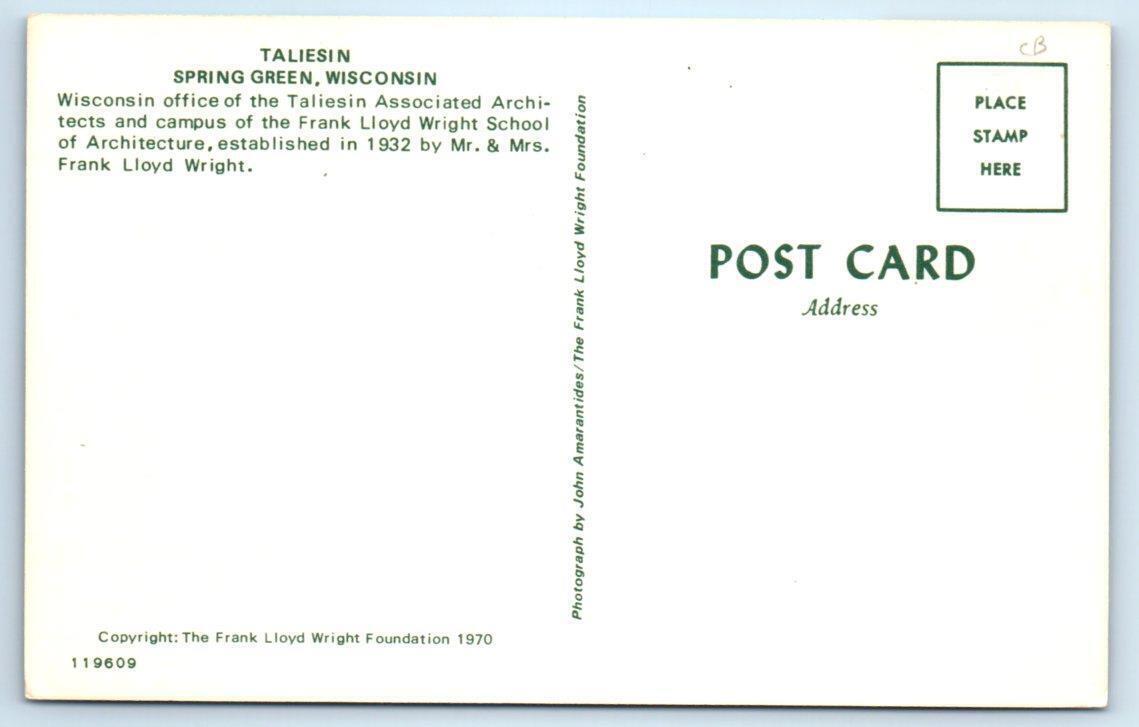 TALIESIN
SPRING GREEN, WISCONSIN
Wisconsin office of the Taliesin Associated Archi-
tects and campus of the Frank Lloyd Wright School
of Architecture, established in 1932 by Mr. & Mrs.
Frank Lloyd Wright.
Copyright: The Frank Lloyd Wright Foundation 1970
119609
Photograph by John Amarantides/The Frank Lloyd Wright Foundation
CB
PLACE
STAMP
HERE
POST CARD
Address